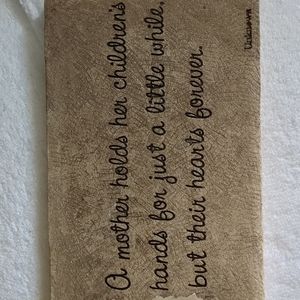 A mother holds her children's
hands for just a little while,
but their hearts forever.
Unknown